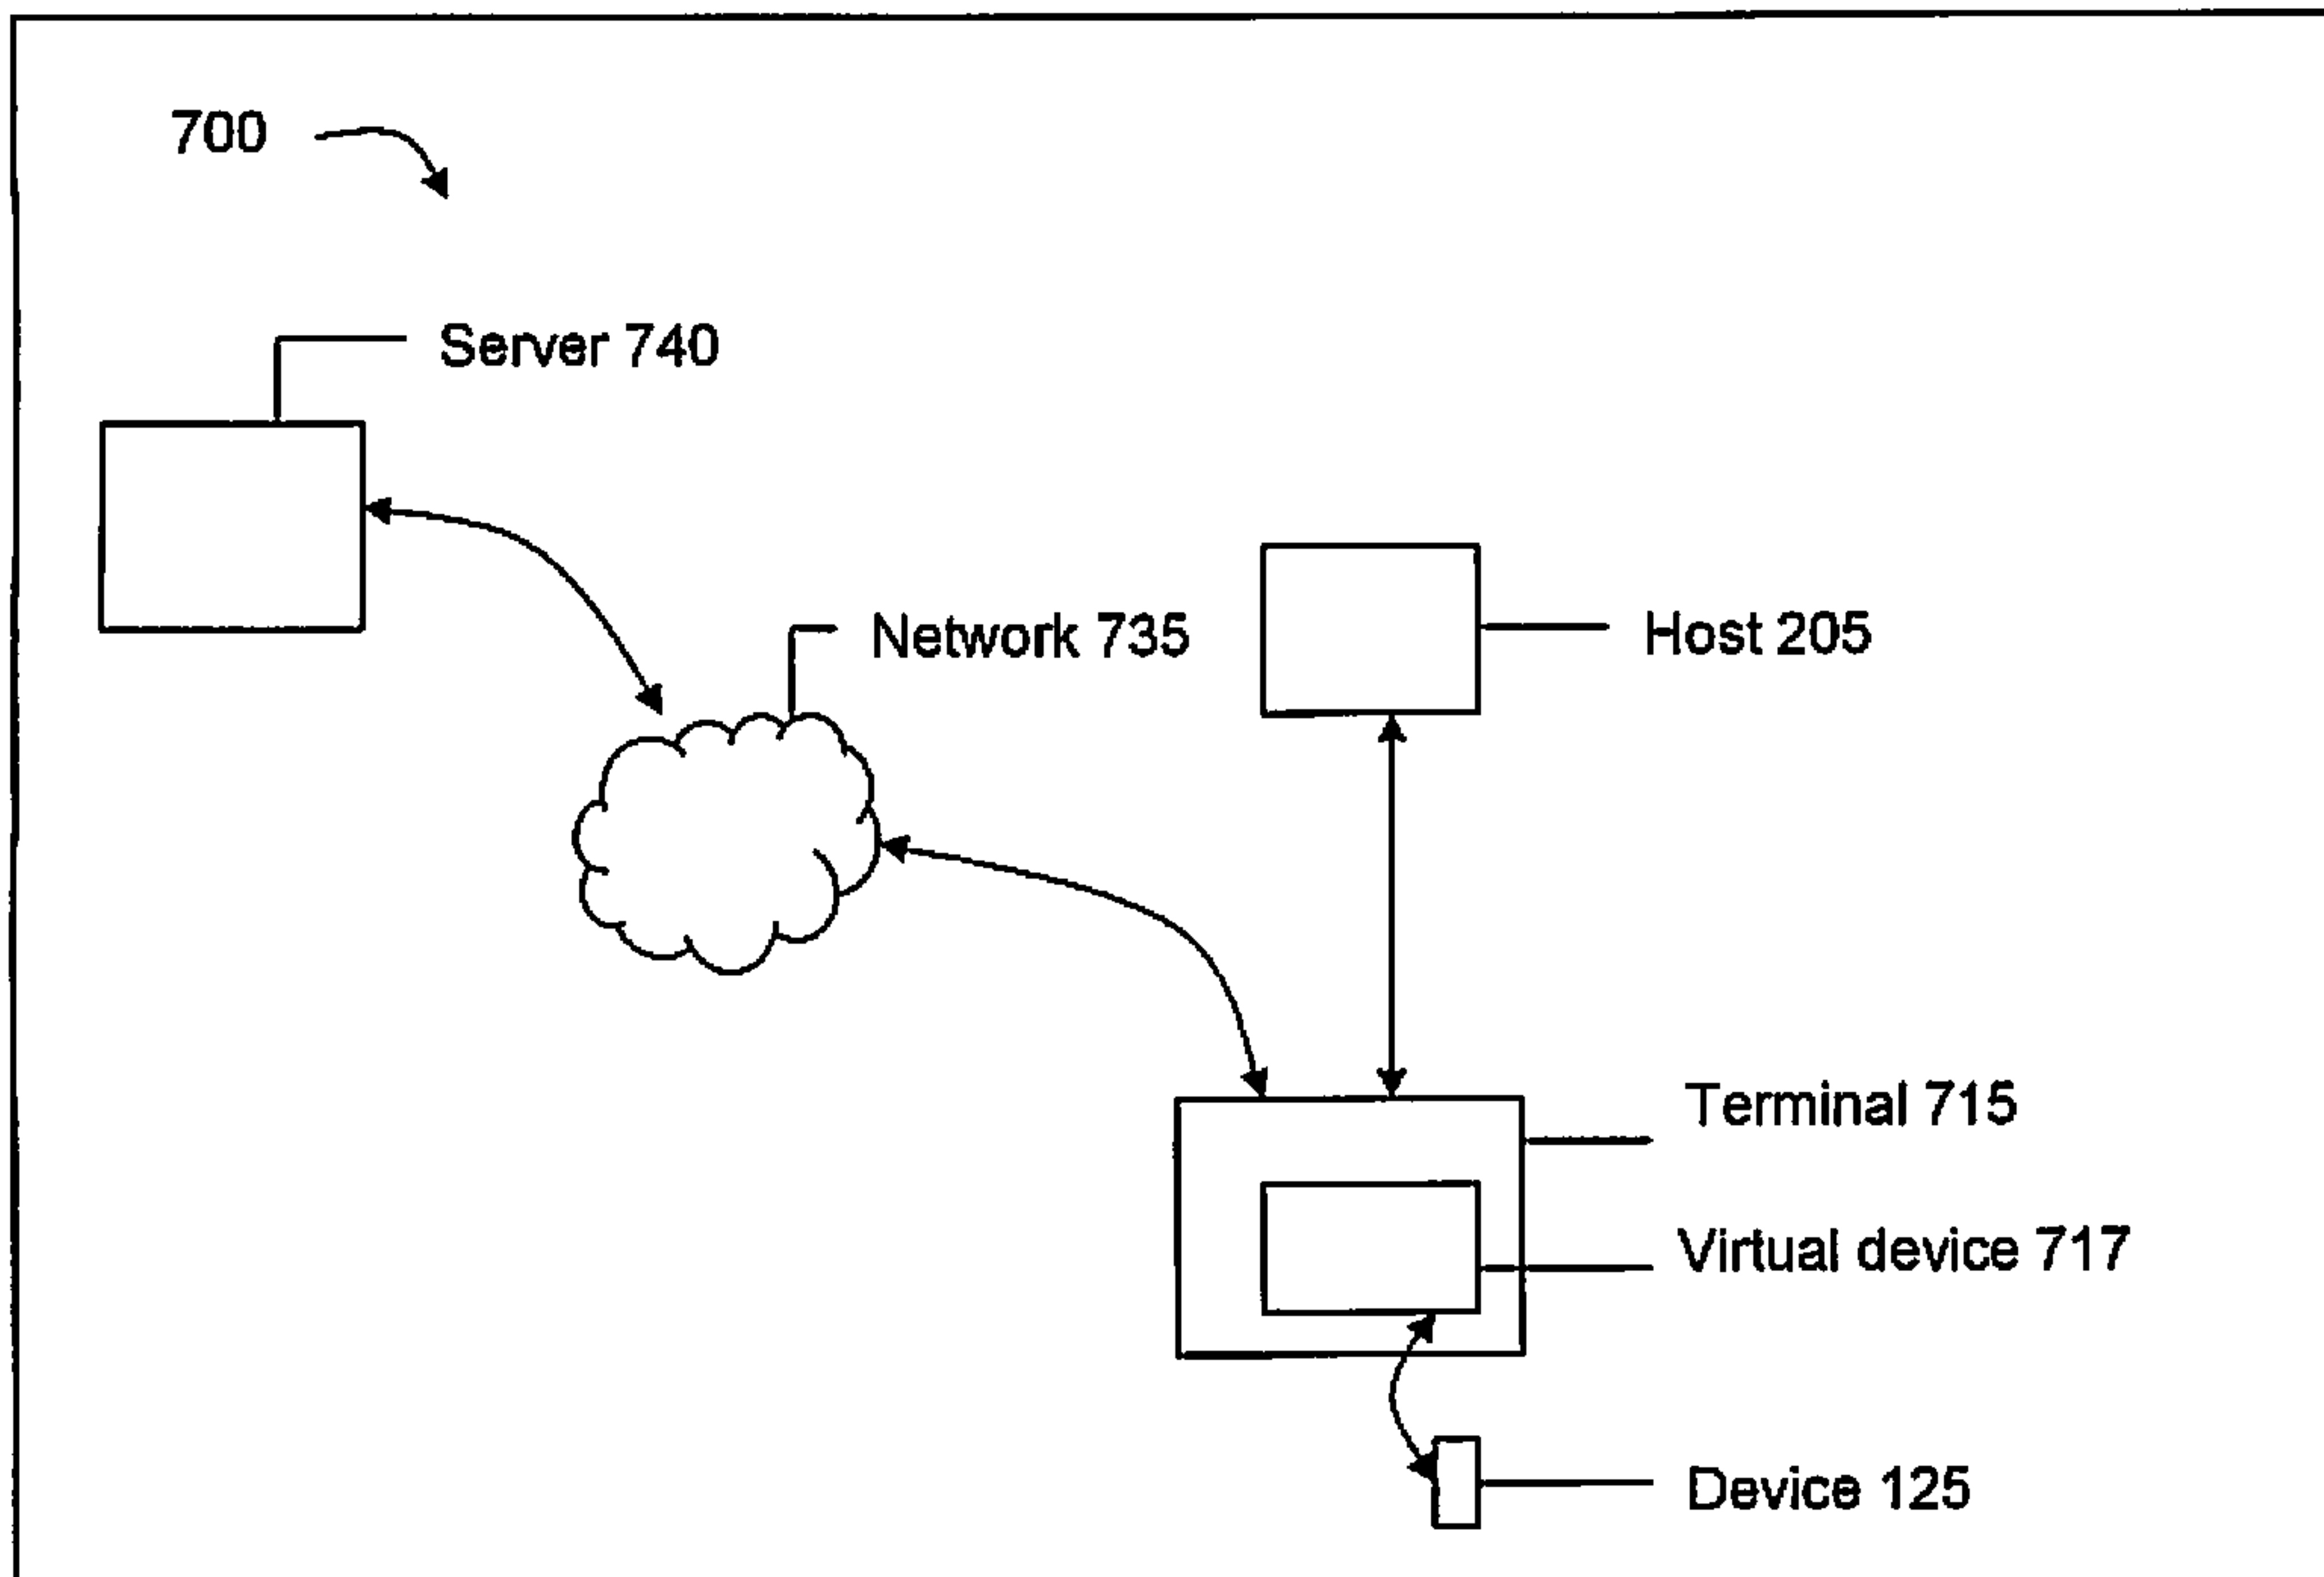 700
Server 740
Network 735
Host 205
Terminal 715
Virtual device 717
Device 125